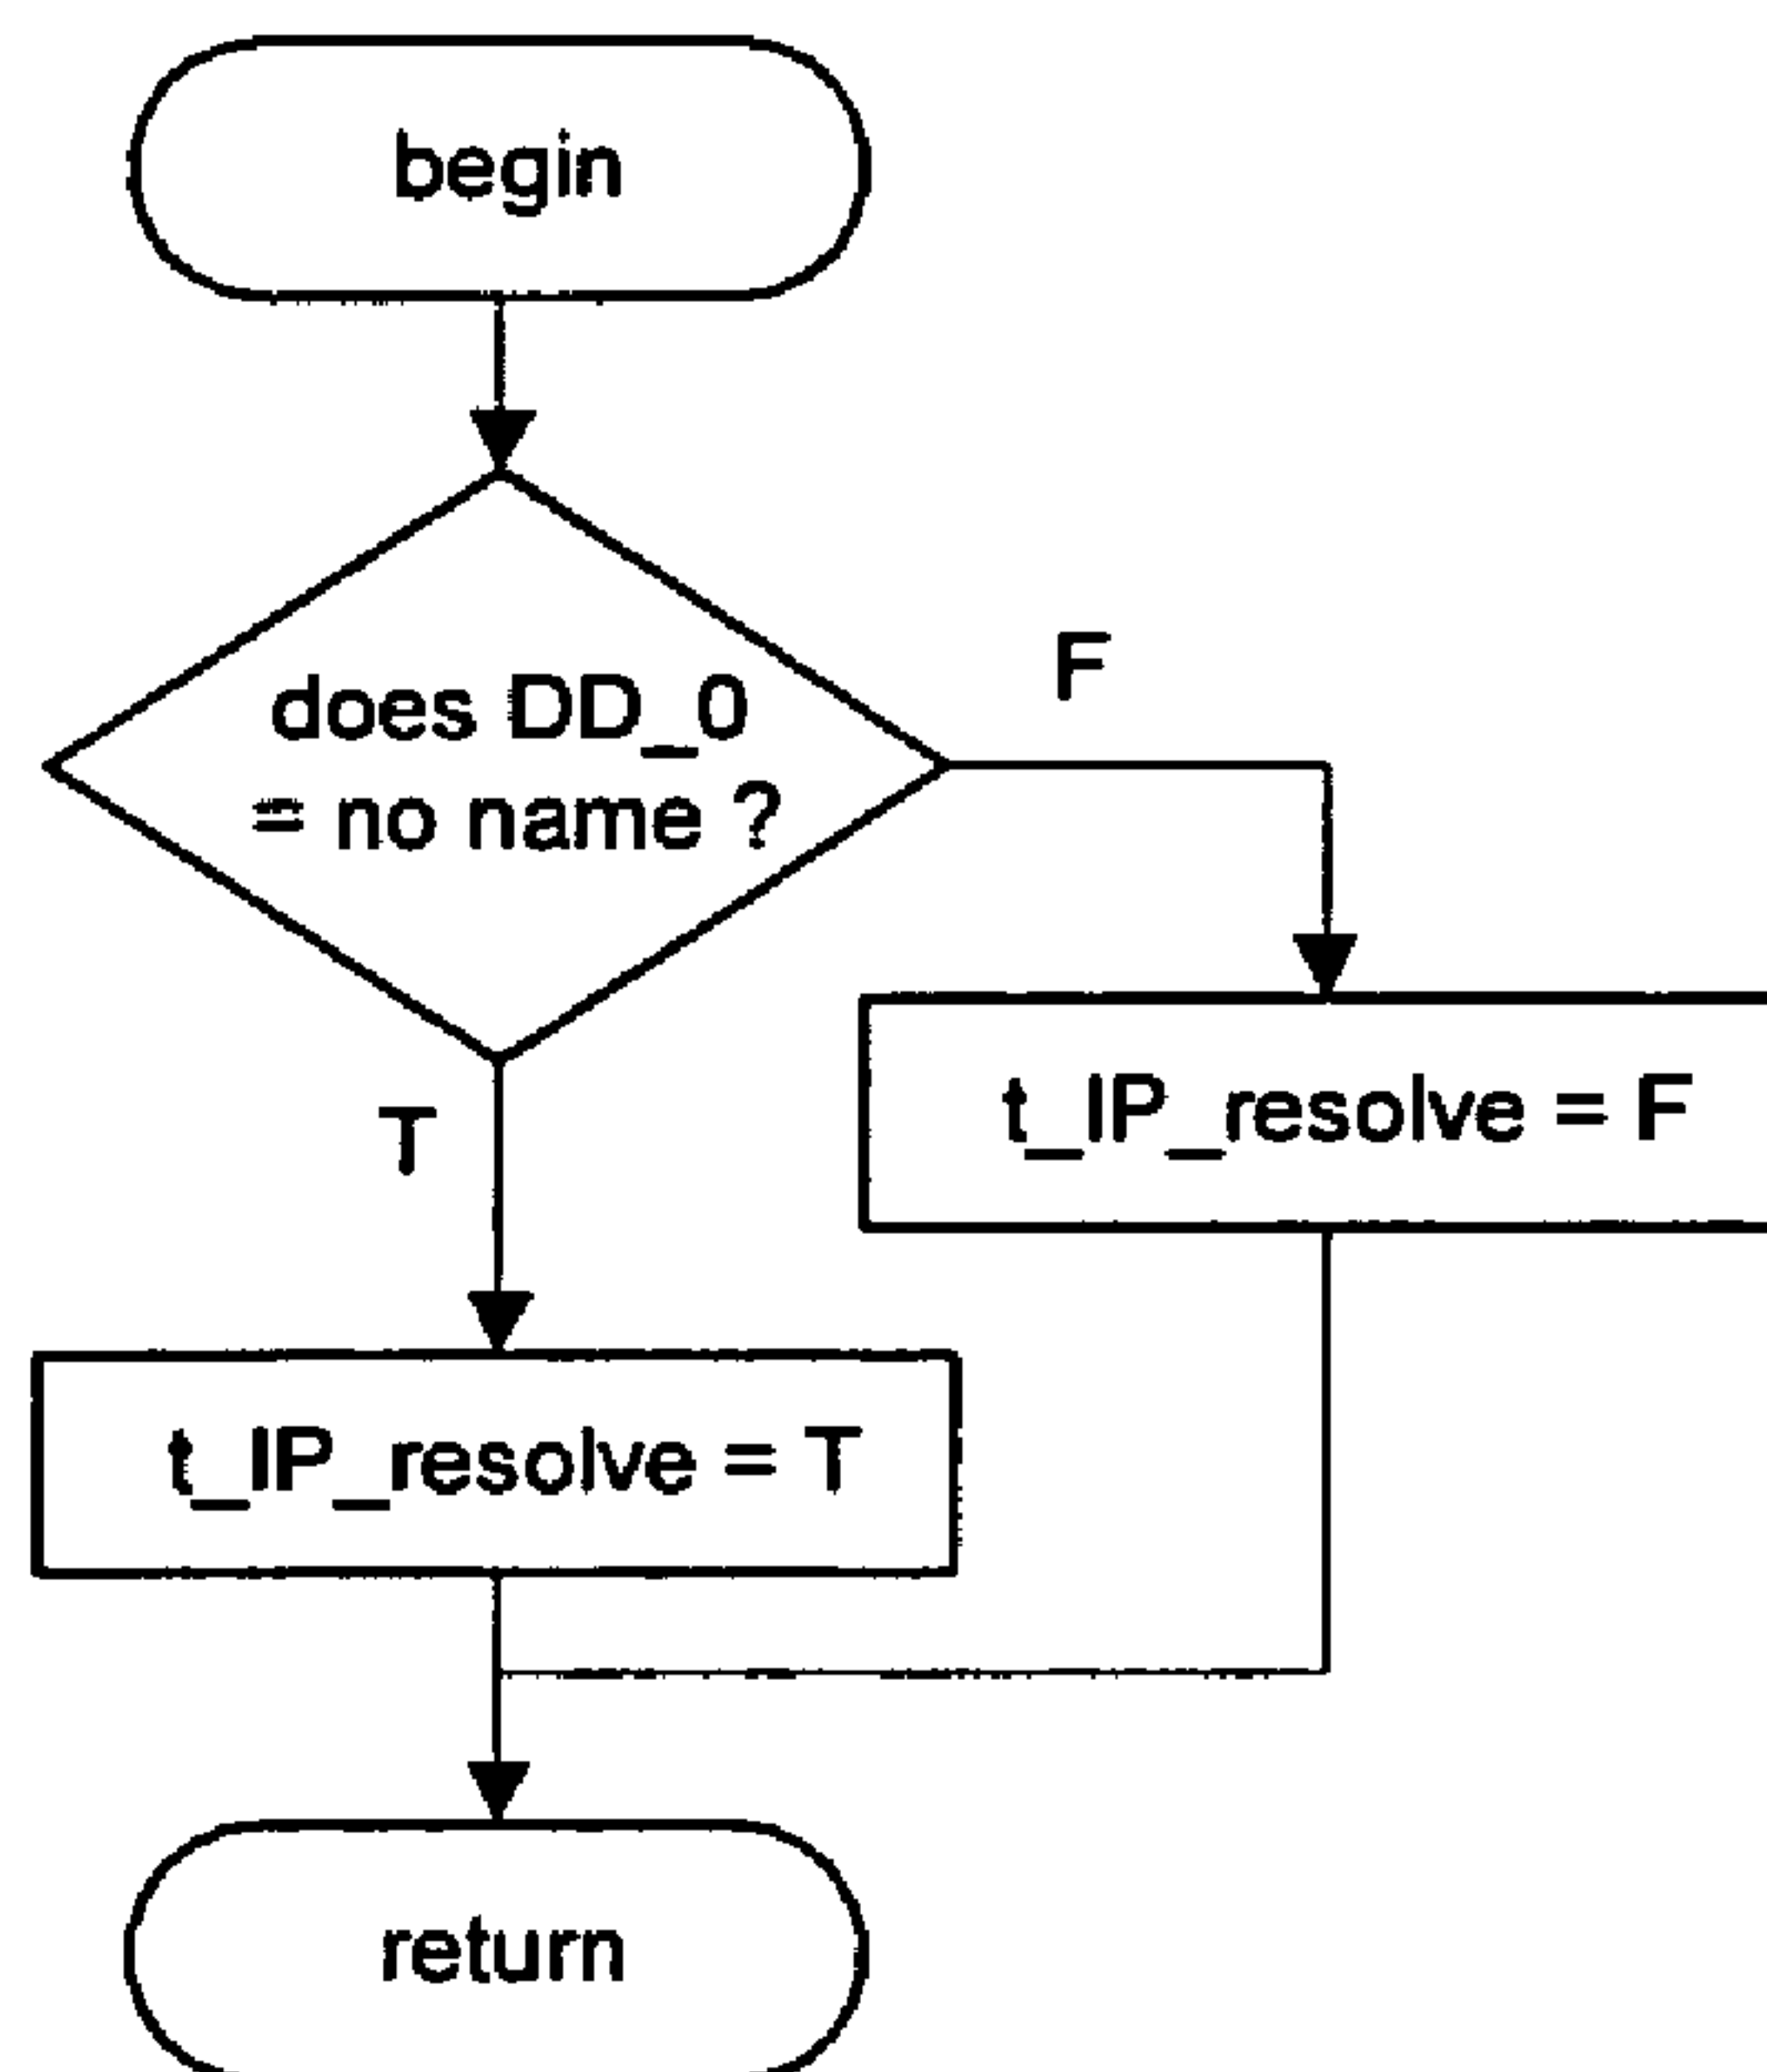 begin
does DD_0
= no name ?
F
T
t_IP_resolve = F
t_IP_resolve = T
return